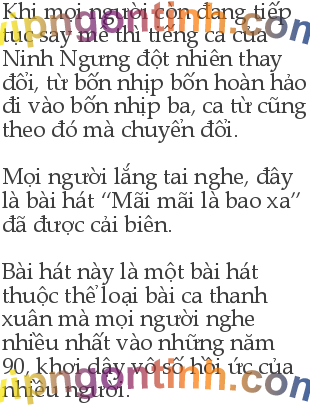 Khi mọi người còn đang tiếp
tục say mê thì tiếng ca của
Ninh Ngưng đột nhiên thay
đổi, từ bốn nhịp bốn hoàn hảo
đi vào bốn nhịp ba, ca từ cũng
theo đó mà chuyển đổi.
Mọi người lắng tai nghe, đây
là bài hát “Mãi mãi là bao xa”
đã được cải biên.
Bài hát này là một bài hát
thuộc thể loại bài ca thanh
xuân mà mọi người nghe
nhiều nhất vào những năm
90, khơi dậy vô số hồi ức của
nhiều người.
vipngontinh.com
vipngontinh.com